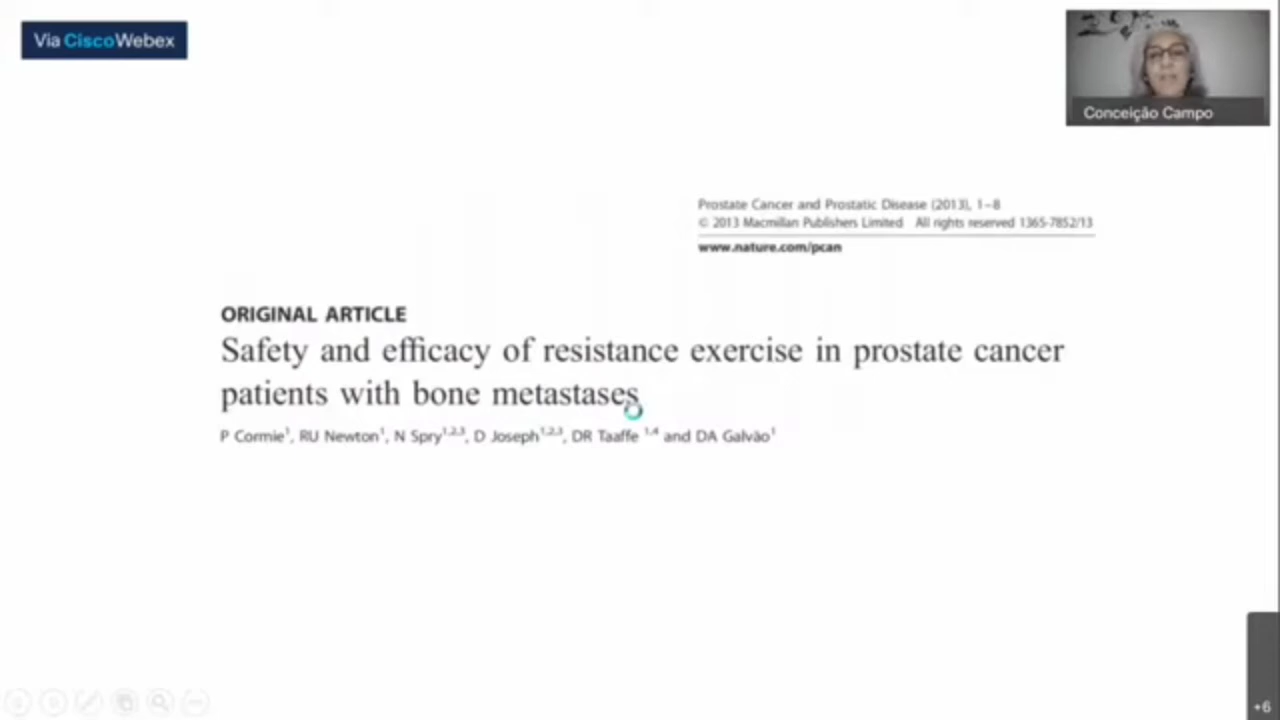 Via CiscoWebex
Conceição Campo
Prostate Cancer and Prostatic Disease (2013), 1–8
© 2013 Macmillan Publishers Limited All rights reserved 1365-7852/13
www.nature.com/pcan
ORIGINAL ARTICLE
Safety and efficacy of resistance exercise in prostate cancer
patients with bone metastases
P Cormie¹, RU Newton¹, N Spry¹,²,³, D Joseph¹,²,³, DR Taaffe ¹,⁴ and DA Galvão¹
+6